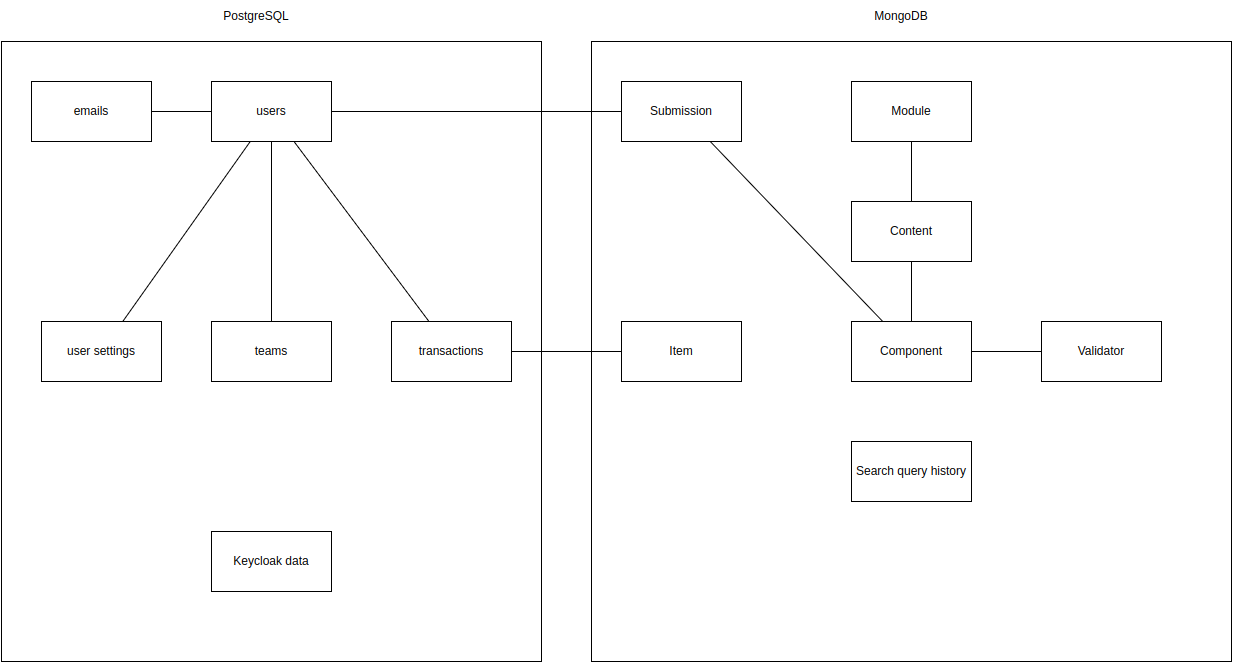 PostgreSQL
MongoDB
emails
users
Submission
Module
Content
user settings
teams
transactions
Item
Component
Validator
Search query history
Keycloak data